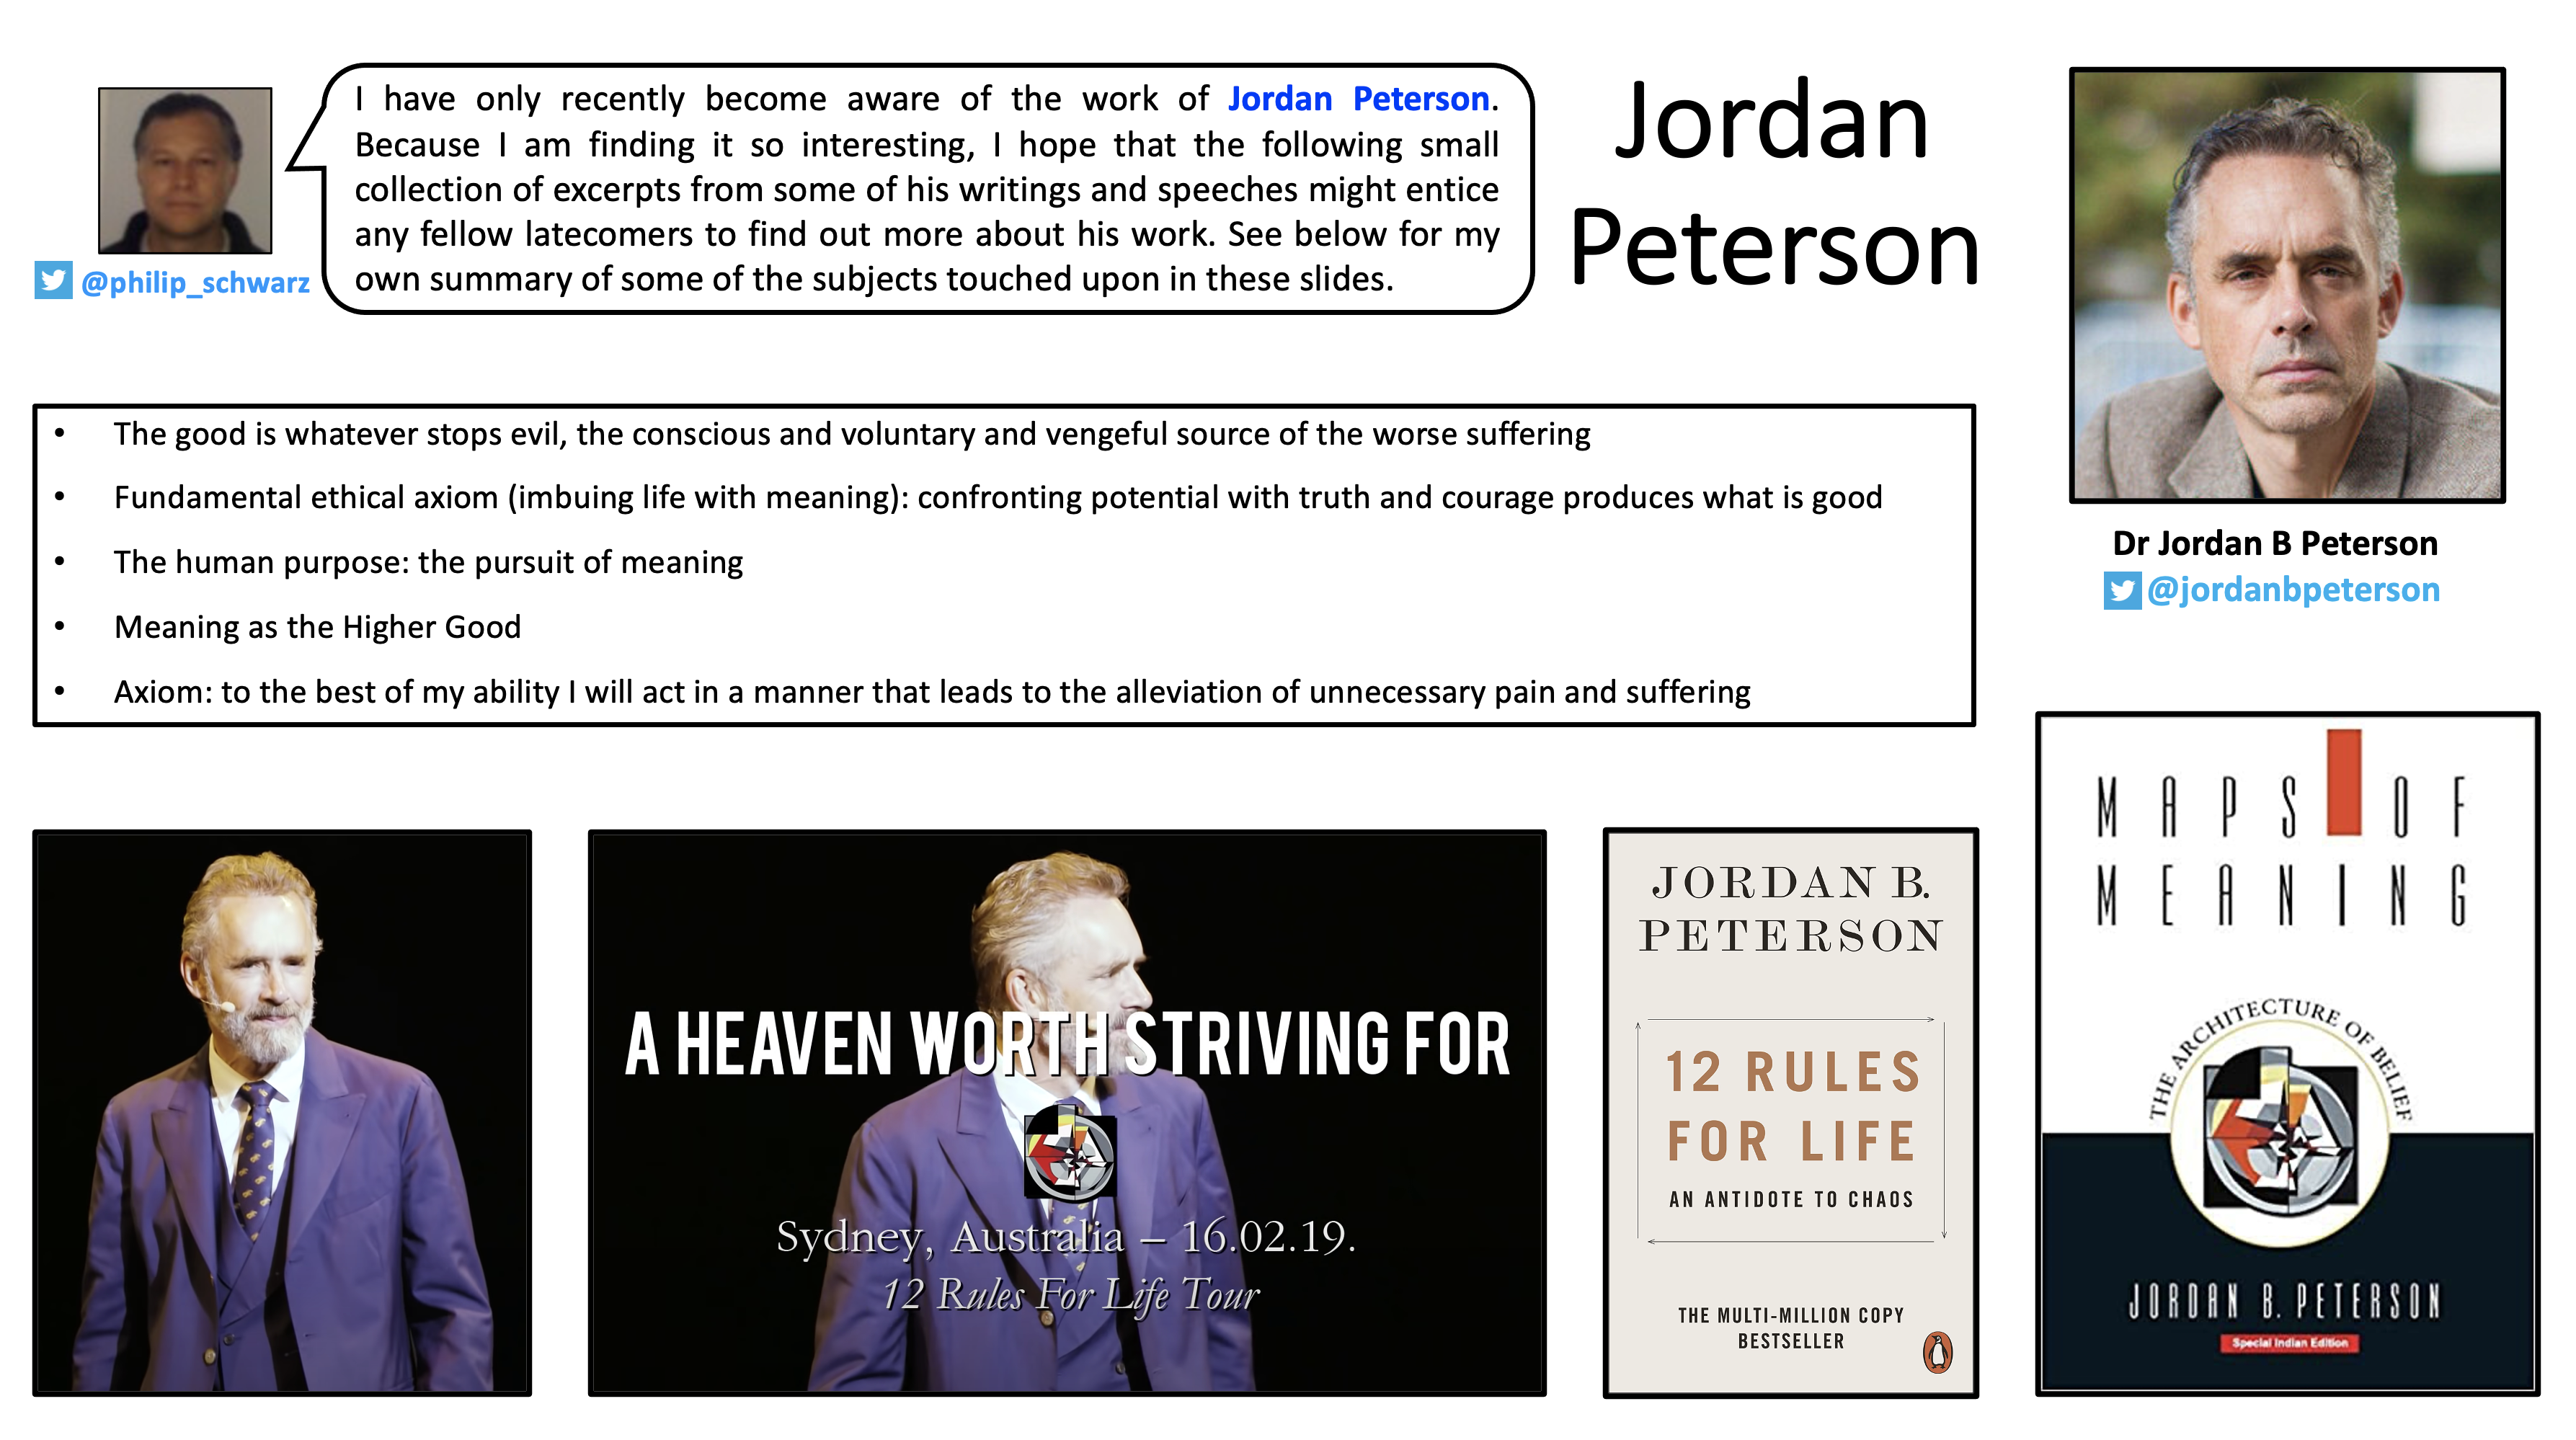 I have only recently become aware of the work of Jordan Peterson.
Because I am finding it so interesting, I hope that the following small
collection of excerpts from some of his writings and speeches might entice
any fellow latecomers to find out more about his work. See below for my
own summary of some of the subjects touched upon in these slides.
@philip_schwarz
Jordan
Peterson
Dr Jordan B Peterson
@jordanbpeterson
• The good is whatever stops evil, the conscious and voluntary and vengeful source of the worse suffering
• Fundamental ethical axiom (imbuing life with meaning): confronting potential with truth and courage produces what is good
• The human purpose: the pursuit of meaning
• Meaning as the Higher Good
• Axiom: to the best of my ability I will act in a manner that leads to the alleviation of unnecessary pain and suffering
A HEAVEN WORTH STRIVING FOR
Sydney, Australia – 16.02.19.
12 Rules For Life Tour
JORDAN B.
PETERSON
12 RULES
FOR LIFE
AN ANTIDOTE TO CHAOS
THE MULTI-MILLION COPY
BESTSELLER
MAPS OF
MEANING
THE ARCHITECTURE OF BELIEF
JORDAN B. PETERSON
Special Indian Edition